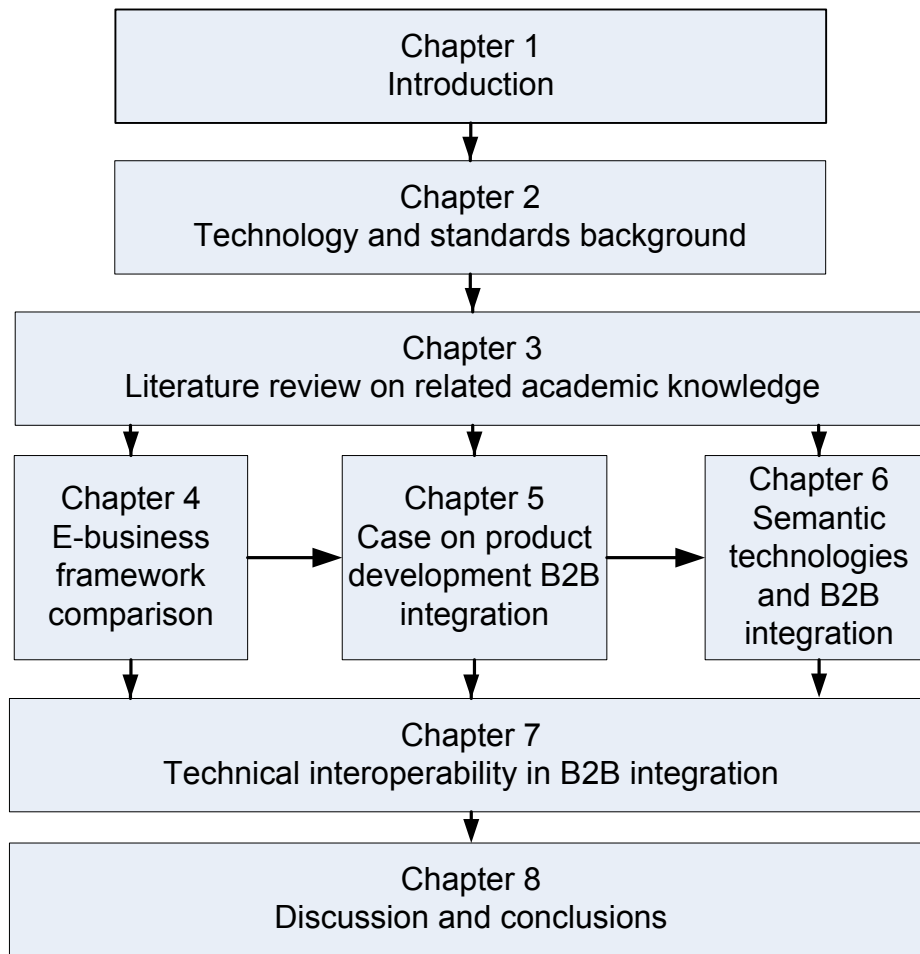 Chapter 1
Introduction
Chapter 2
Technology and standards background
Chapter 3
Literature review on related academic knowledge
Chapter 4
E-business
framework
comparison
Chapter 5
Case on product
development B2B
integration
Chapter 6
Semantic
technologies
and B2B
integration
Chapter 7
Technical interoperability in B2B integration
Chapter 8
Discussion and conclusions